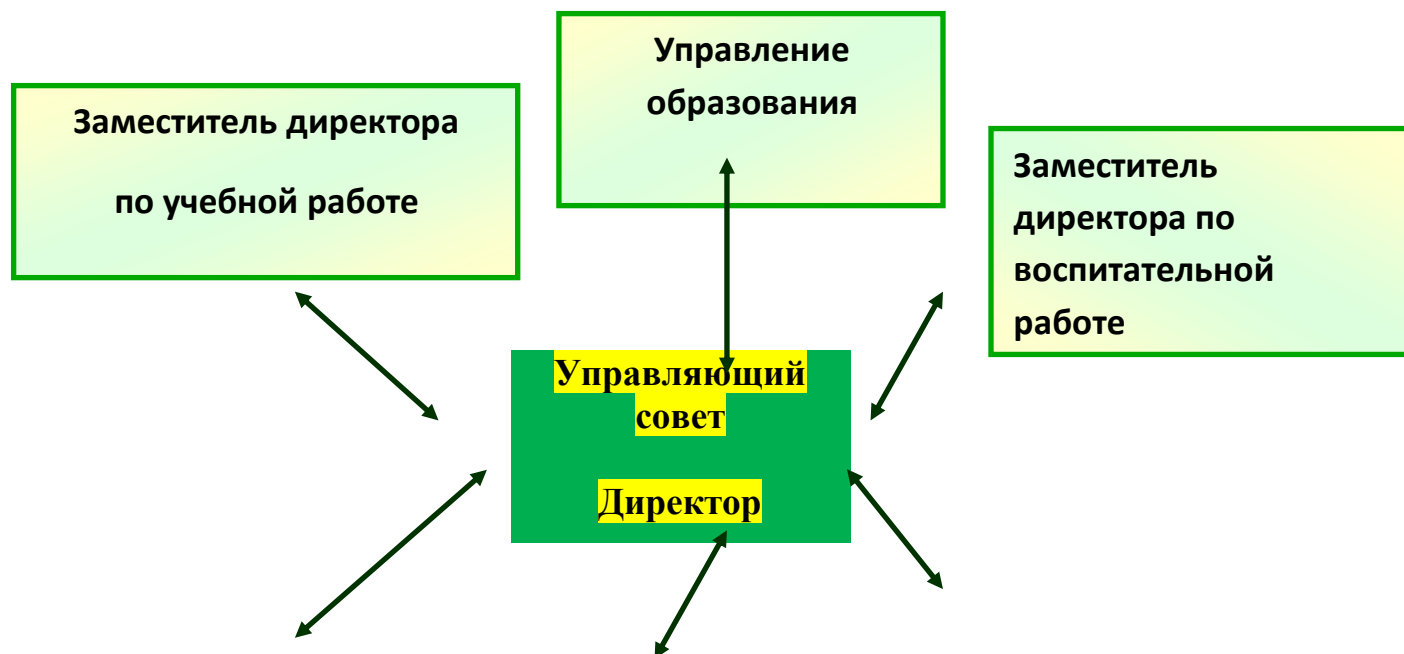 Управление
образования
Заместитель директора
по учебной работе
Заместитель
директора по
воспитательной
работе
Управляющий
совет
Директор